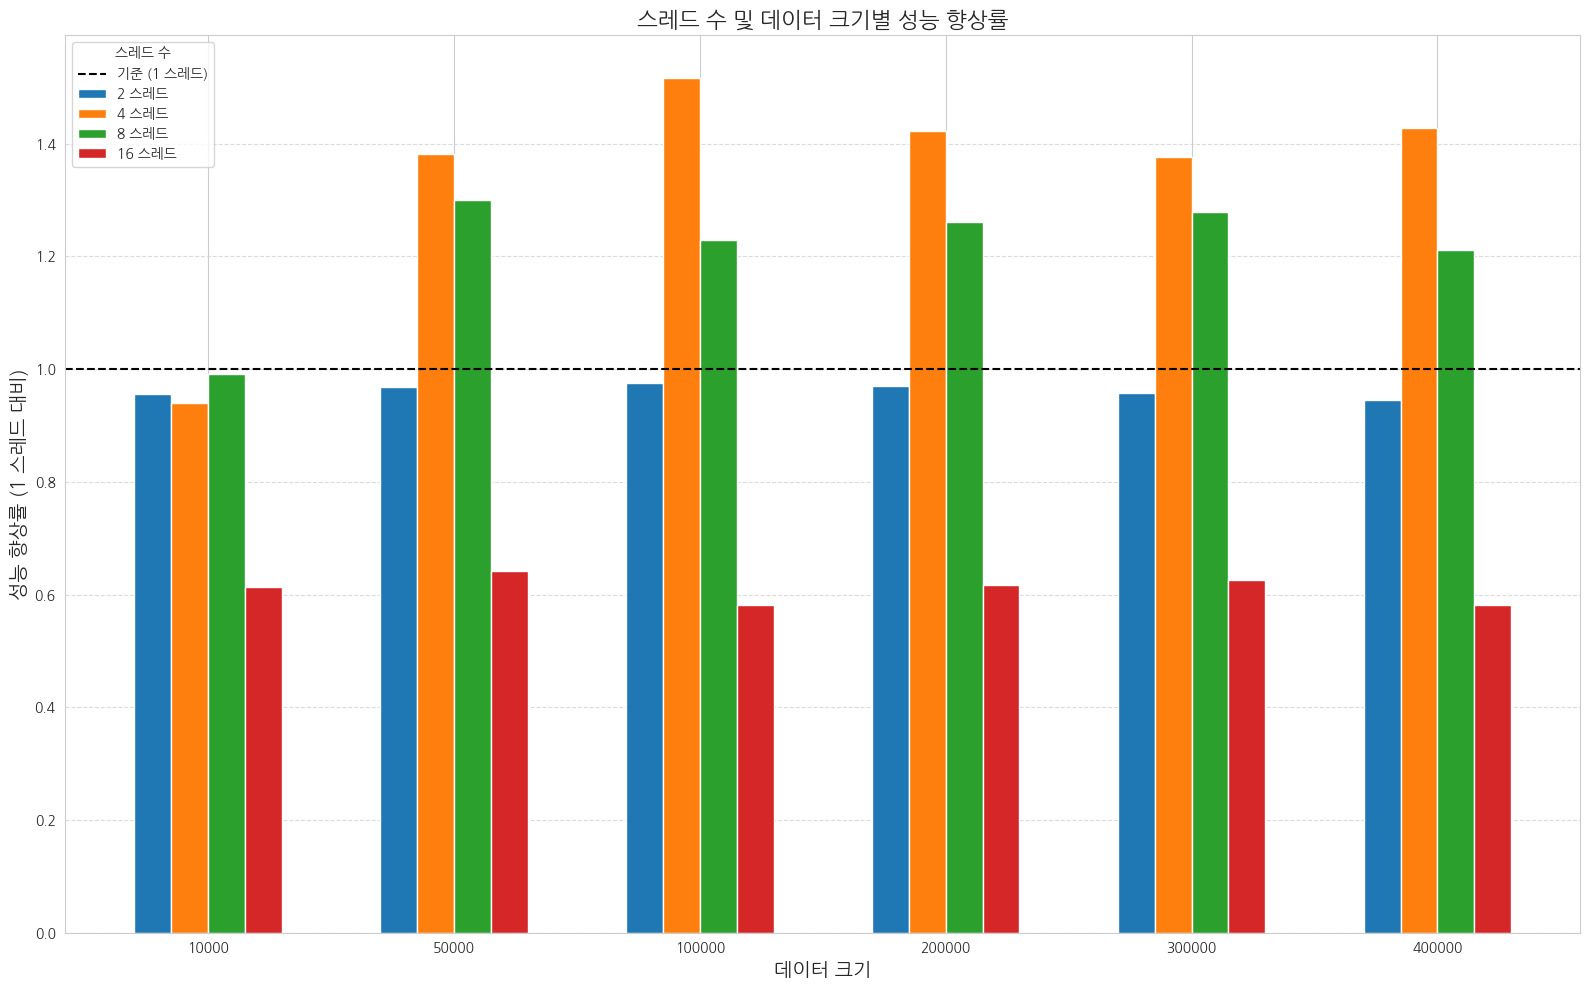 스레드 수 및 데이터 크기별 성능 향상률
스레드 수
기준 (1 스레드)
2 스레드
4 스레드
8 스레드
16 스레드
성능 향상률 (1 스레드 대비)
1.4
1.2
1.0
0.8
0.6
0.4
0.2
0.0
10000 50000 100000 200000 300000 400000
데이터 크기